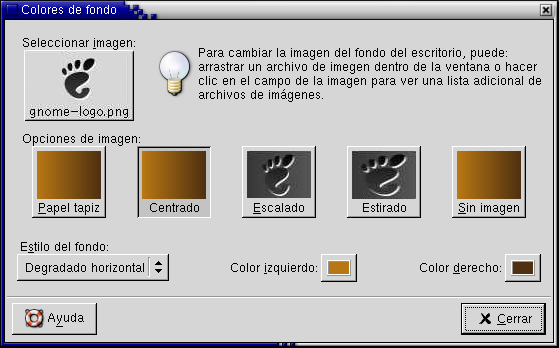 Colores de fondo
Seleccionar imagen:
gnome-logo.png
Para cambiar la imagen del fondo del escritorio, puede:
arrastrar un archivo de imegen dentro de la ventana o hacer
clic en el campo de la imagen para ver una lista adicional de
archivos de imágenes.
Opciones de imagen:
Papel tapiz
Centrado
Escalado
Estirado
Sin imagen
Estilo del fondo:
Degradado horizontal
Color izquierdo:
Color derecho:
Ayuda
Cerrar